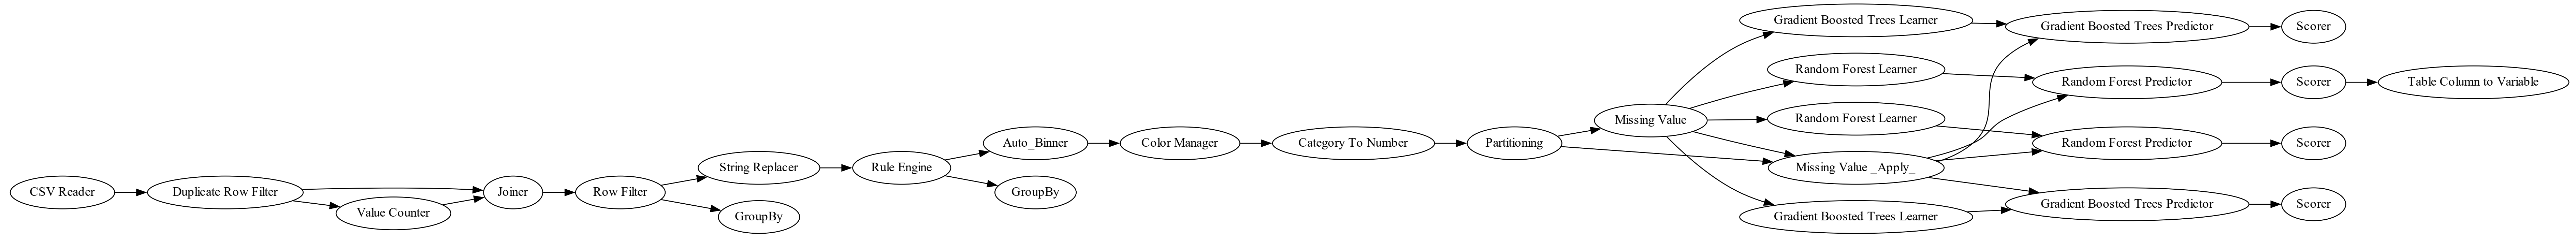 CSV Reader
Duplicate Row Filter
Value Counter
Joiner
Row Filter
String Replacer
GroupBy
Rule Engine
Auto_Binner
GroupBy
Color Manager
Category To Number
Partitioning
Missing Value
Gradient Boosted Trees Learner
Random Forest Learner
Random Forest Learner
Missing Value _Apply_
Gradient Boosted Trees Learner
Gradient Boosted Trees Predictor
Random Forest Predictor
Random Forest Predictor
Gradient Boosted Trees Predictor
Scorer
Scorer
Scorer
Scorer
Table Column to Variable